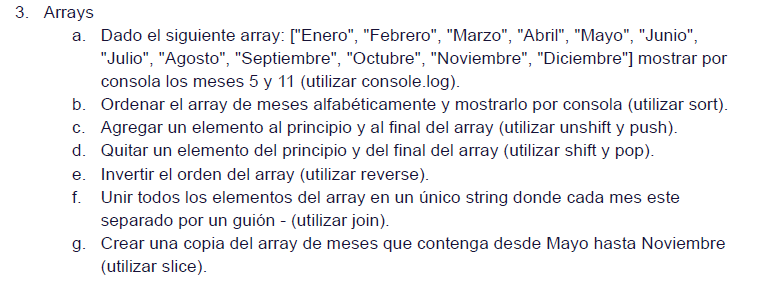 3. Arrays
a. Dado el siguiente array: ["Enero", "Febrero", "Marzo", "Abril", "Mayo", "Junio",
"Julio", "Agosto", "Septiembre", "Octubre", "Noviembre", "Diciembre"] mostrar por
consola los meses 5 y 11 (utilizar console.log).
b. Ordenar el array de meses alfabéticamente y mostrarlo por consola (utilizar sort).
c. Agregar un elemento al principio y al final del array (utilizar unshift y push).
d. Quitar un elemento del principio y del final del array (utilizar shift y pop).
e. Invertir el orden del array (utilizar reverse).
f. Unir todos los elementos del array en un único string donde cada mes este
separado por un guión - (utilizar join).
g. Crear una copia del array de meses que contenga desde Mayo hasta Noviembre
(utilizar slice).